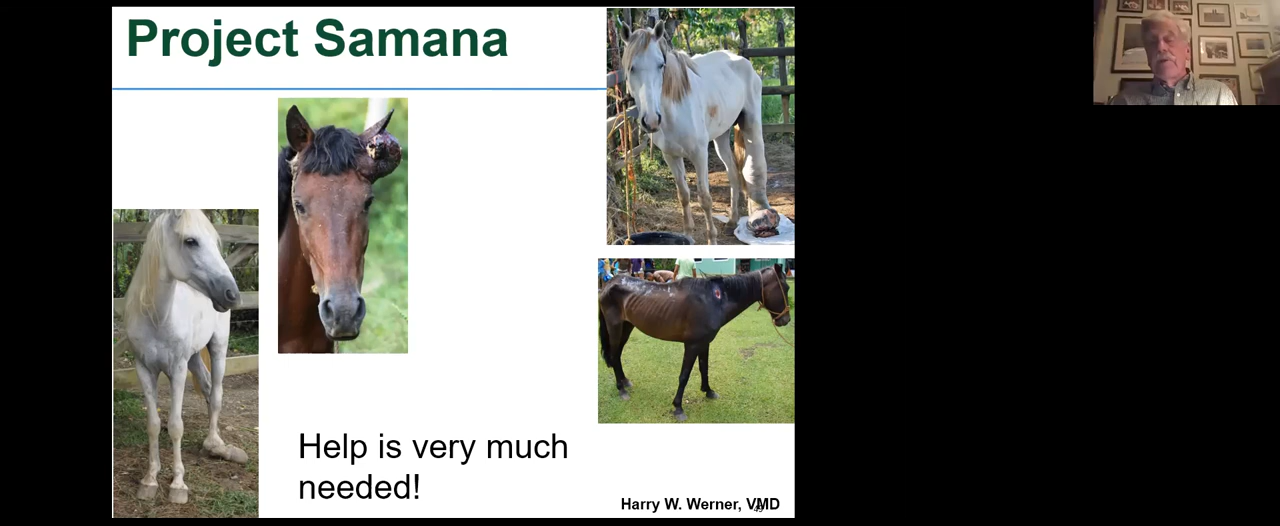 Project Samana
Help is very much
needed!
Harry W. Werner, VMD